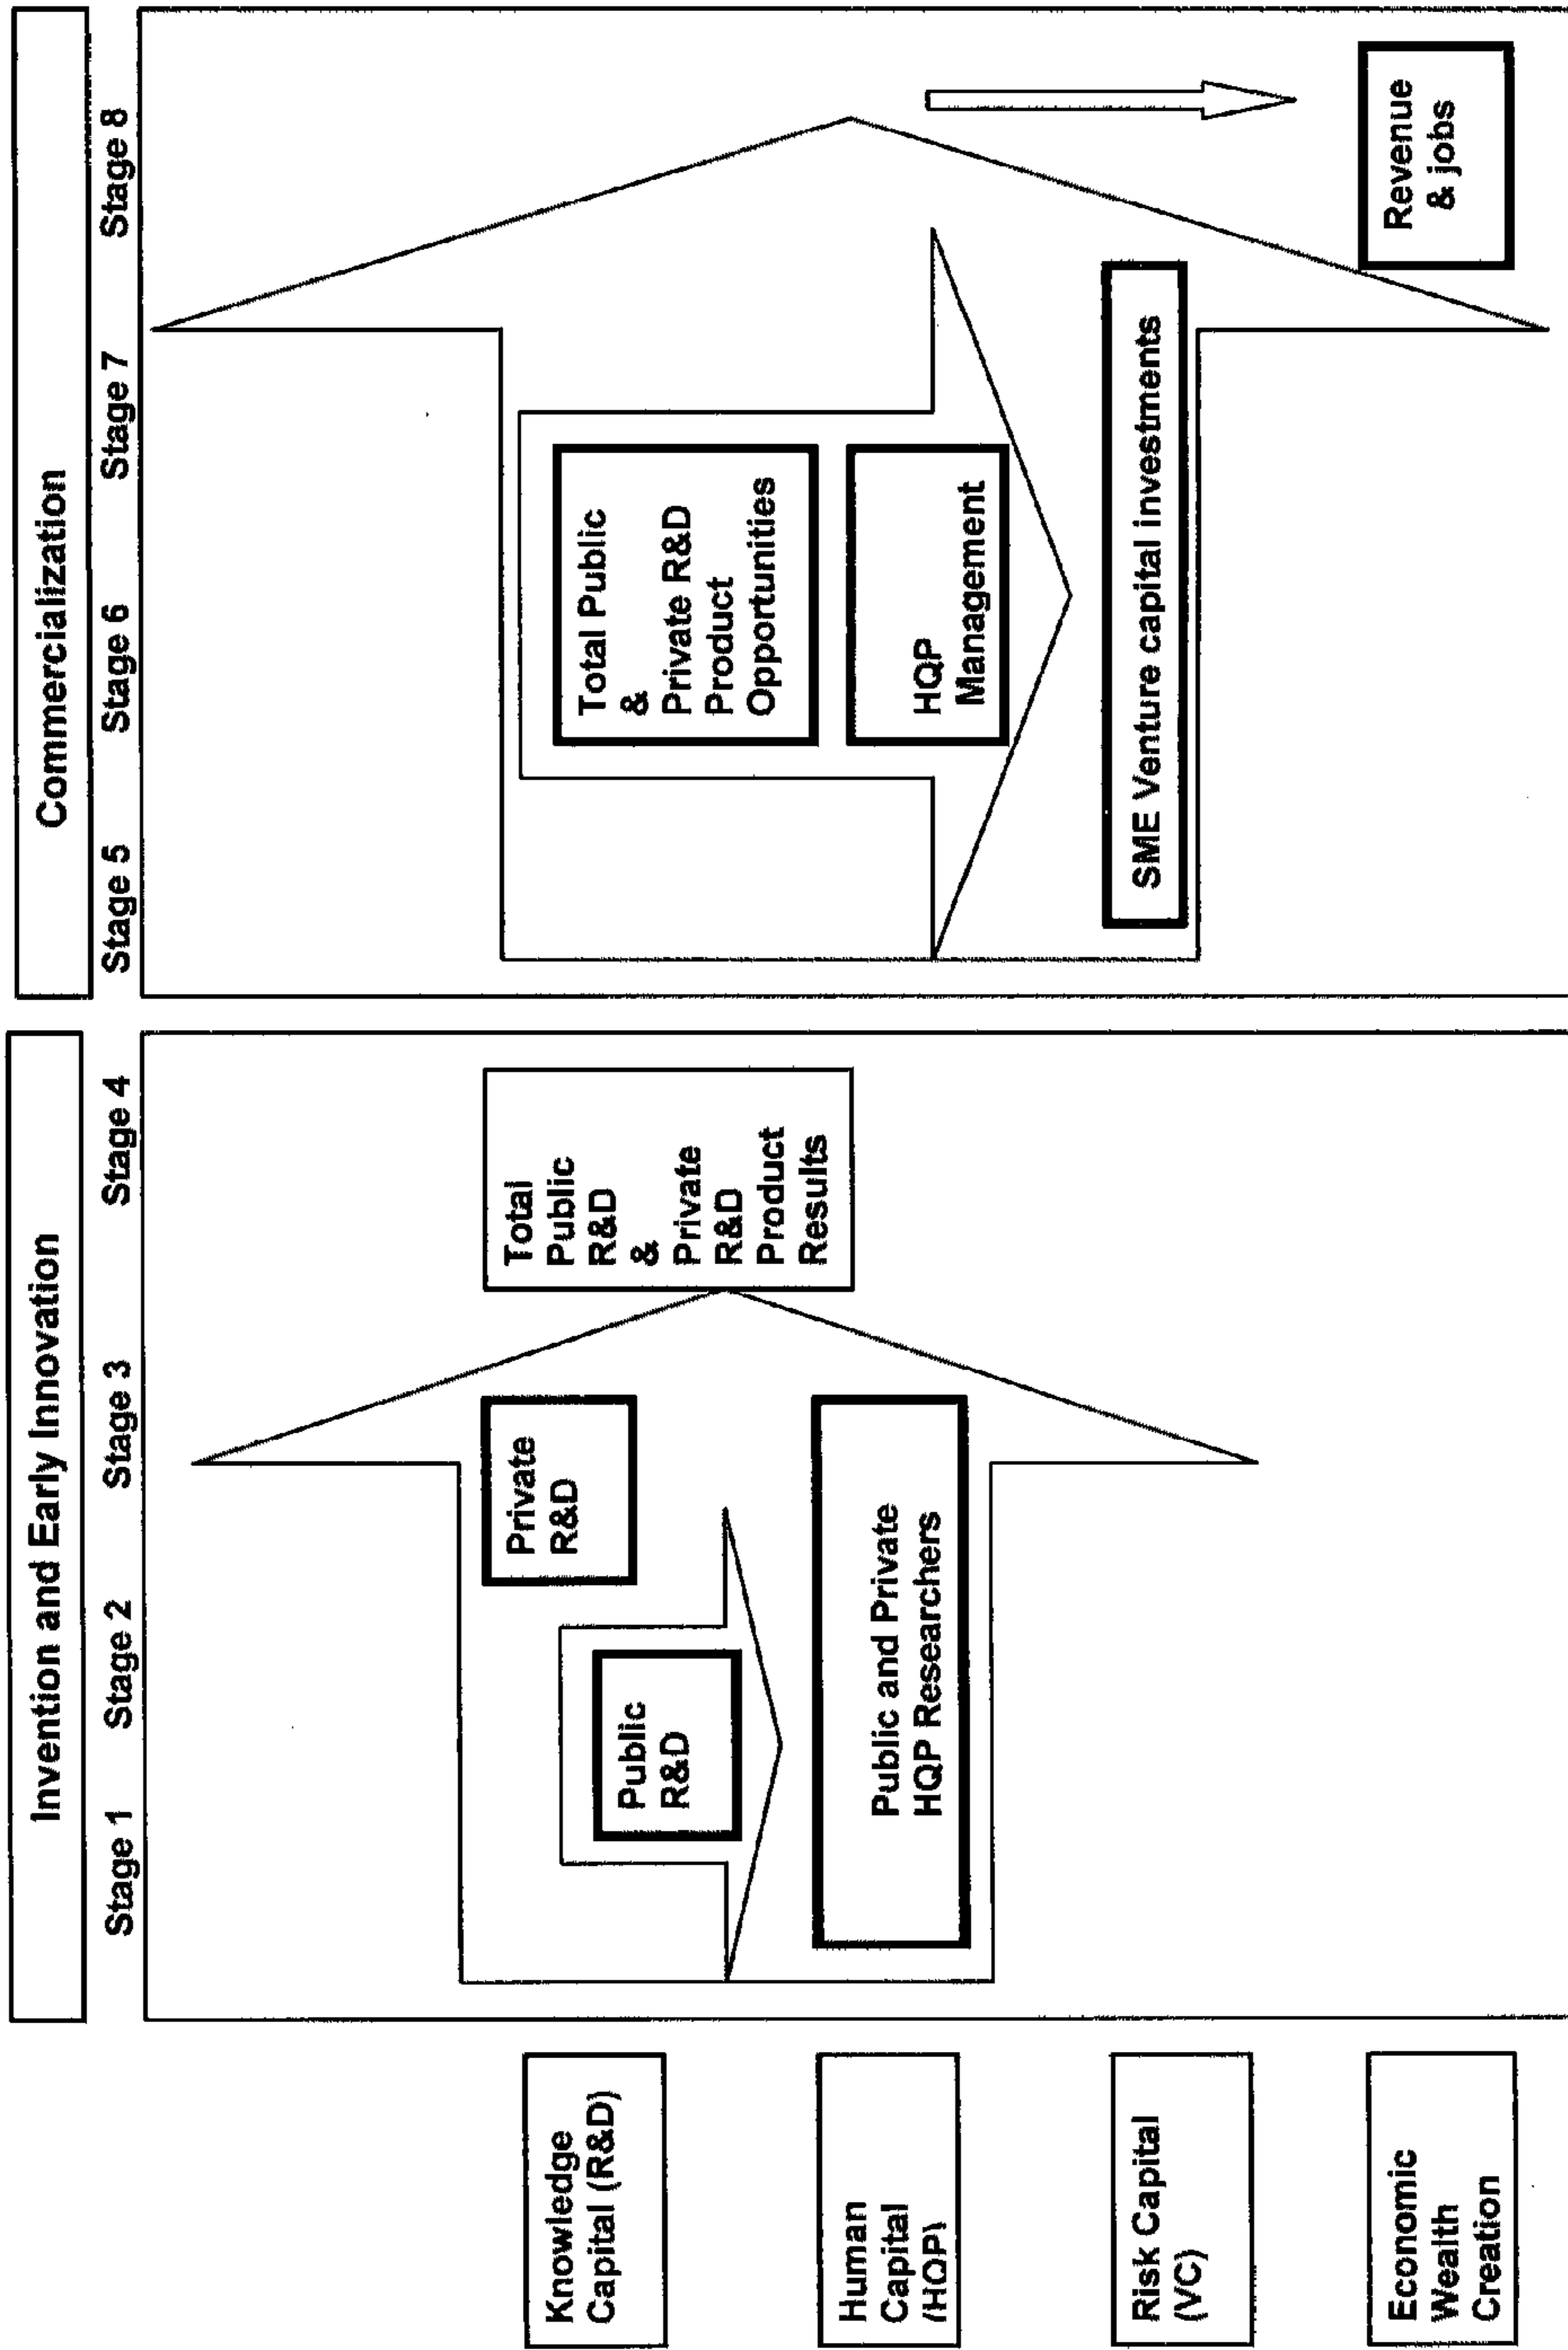 Invention and Early Innovation
Commercialization
Stage 1
Stage 2
Stage 3
Stage 4
Stage 5
Stage 6
Stage 7
Stage 8
Knowledge
Capital (R&D)
Public
R&D
Private
R&D
Total
Public
R&D
&
Private
R&D
Product
Results
Total Public
&
Private R&D
Product
Opportunities
Human
Capital
(HQP)
Public and Private
HQP Researchers
HQP
Management
Risk Capital
(VC)
SME Venture capital investments
Economic
Wealth
Creation
Revenue
& jobs